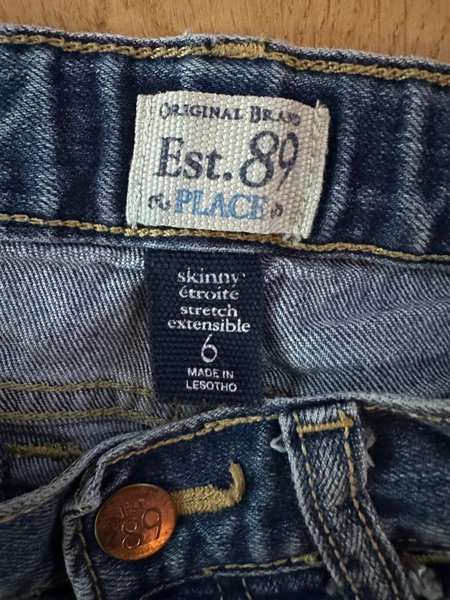 ORIGINAL BRAND
Est. 89
PLACE
skinny
étroite
stretch
extensible
6
MADE IN
LESOTHO
89